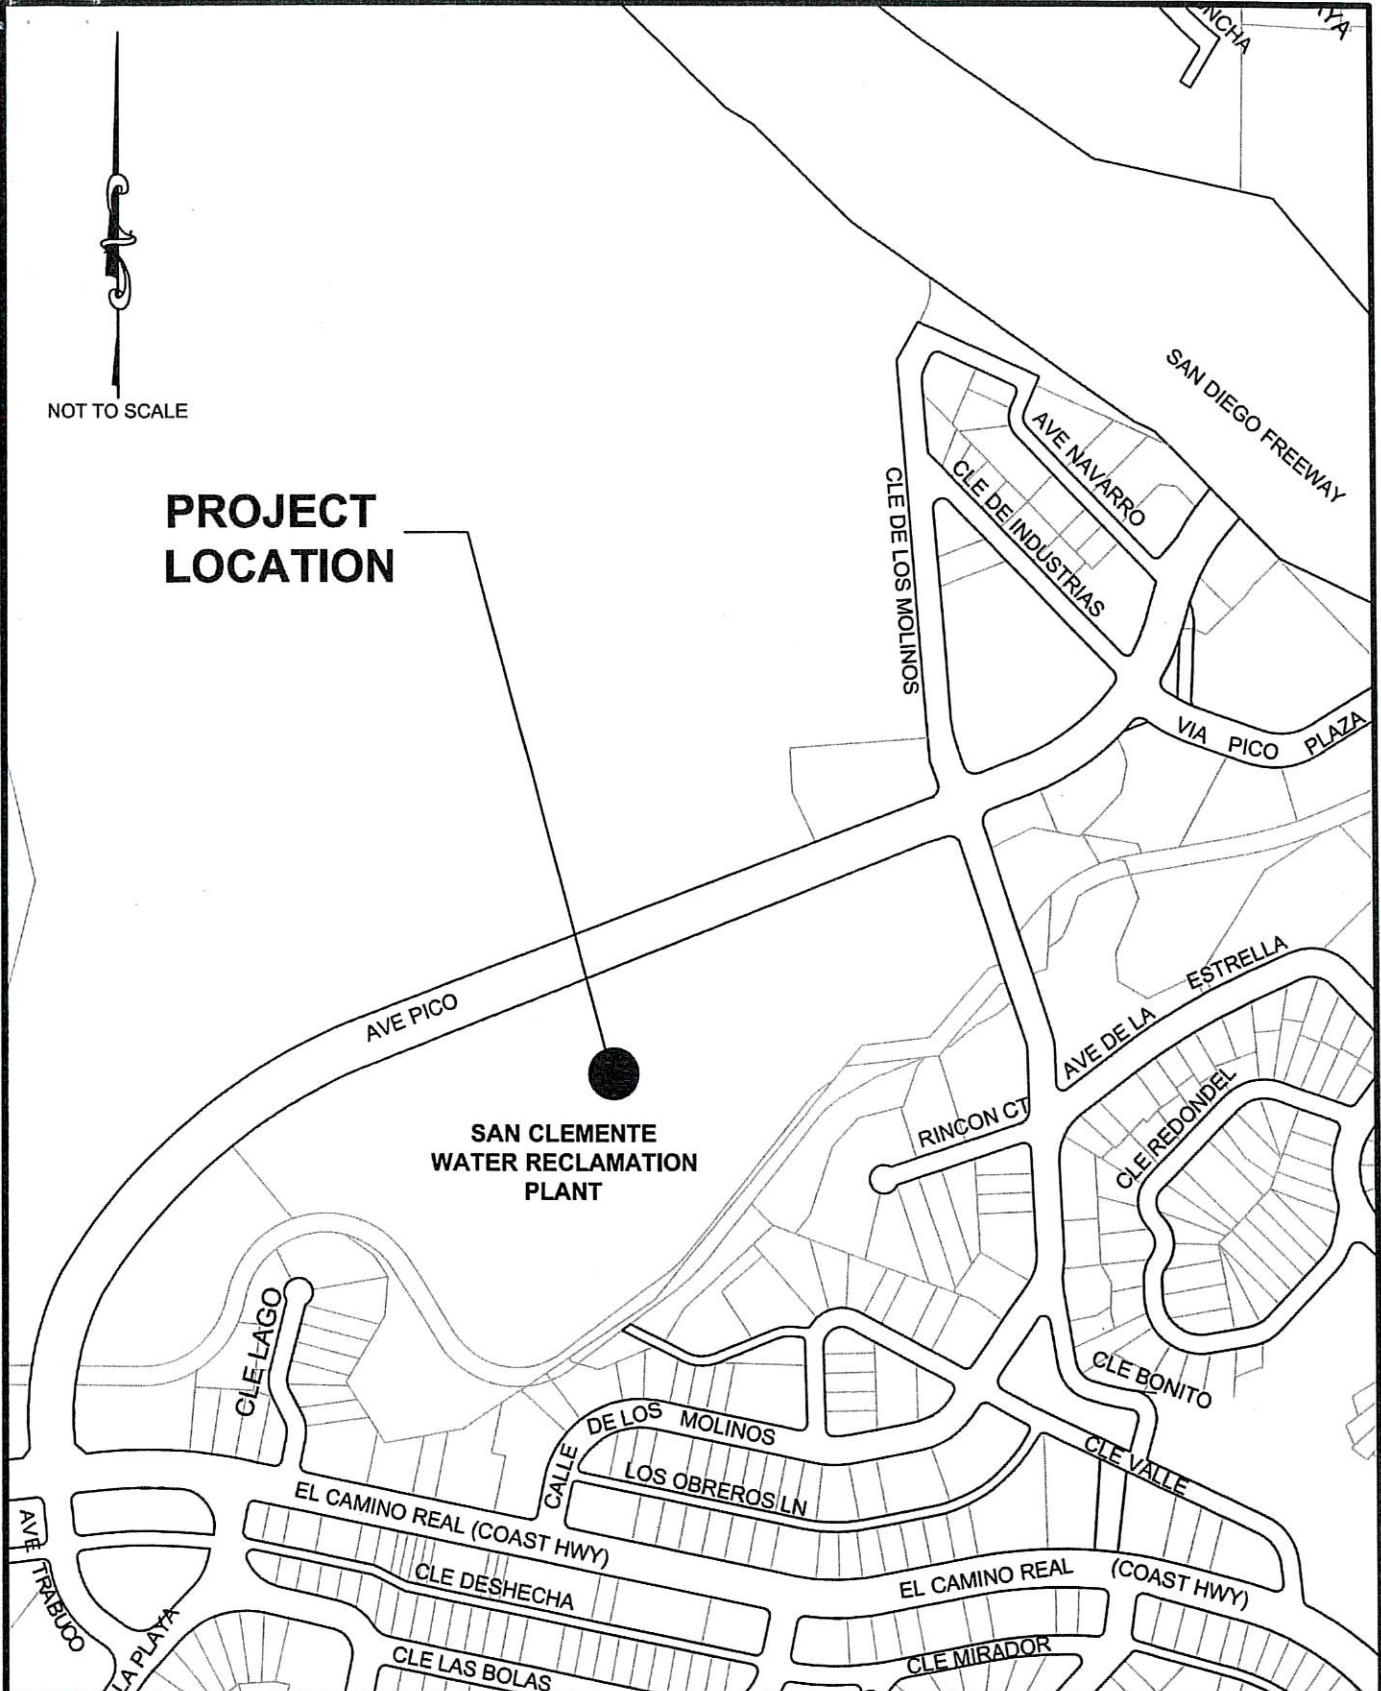 NCHA
YA
NOT TO SCALE
SAN DIEGO FREEWAY
PROJECT
LOCATION
AVE NAVARRO
CLE DE INDUSTRIAS
CLE DE LOS MOLINOS
VIA PICO PLAZA
AVE PICO
AVE DE LA ESTRELLA
SAN CLEMENTE
WATER RECLAMATION
PLANT
RINCON CT
CLE REDONDEL
CLE LAGO
CLE BONITO
CALLE DE LOS MOLINOS
CLE VALLE
LOS OBREROS LN
EL CAMINO REAL (COAST HWY)
EL CAMINO REAL (COAST HWY)
AVE TRABUCO
CLE DESHECHA
LA PLAYA
CLE LAS BOLAS
CLE MIRADOR